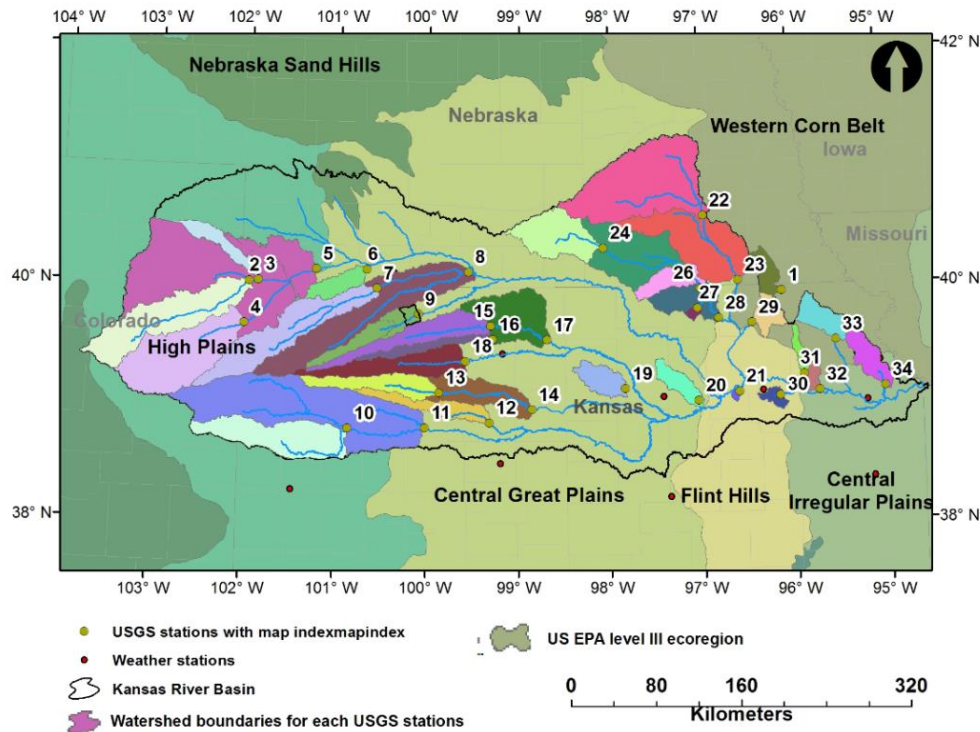 104° W 102° W 101° W 100° W 99° W 98° W 97° W 96° W 95° W
42° N
Nebraska Sand Hills
Nebraska
Western Corn Belt
Iowa
22
24
Missouri
2 3 5 6 7 8
26 23 1
40° N 40° N
4 9
27 28 29
Colorado
High Plains
15 16 17
18
33
31 34
13 14 19 20 21 30 32
Kansas
10 11 12
Central Great Plains
Flint Hills
Central
Irregular Plains
38° N 38° N
103° W 102° W 101° W 100° W 99° W 98° W 97° W 96° W 95° W
USGS stations with map indexmapindex
Weather stations
Kansas River Basin
Watershed boundaries for each USGS stations
US EPA level III ecoregion
0 80 160 320
Kilometers